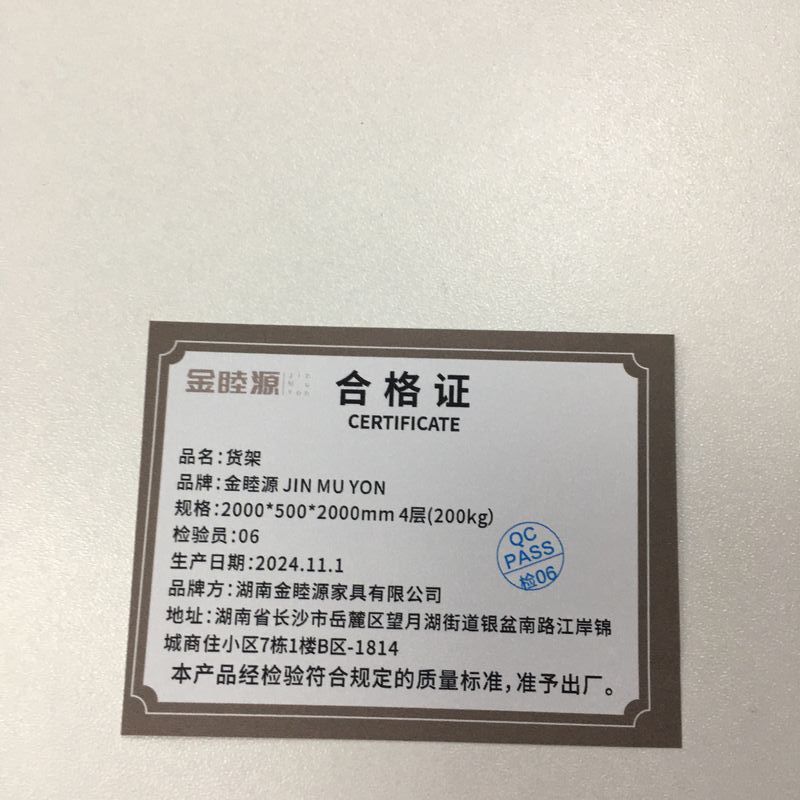 金睦源
合格证
CERTIFICATE
品名：货架
品牌：金睦源 JIN MU YON
规格：2000*500*2000mm 4层(200kg)
检验员：06
生产日期：2024.11.1
品牌方：湖南金睦源家具有限公司
地址：湖南省长沙市岳麓区望月湖街道银盆南路江岸锦
城商住小区7栋1楼B区-1814
本产品经检验符合规定的质量标准，准予出厂。
QC
PASS
检06